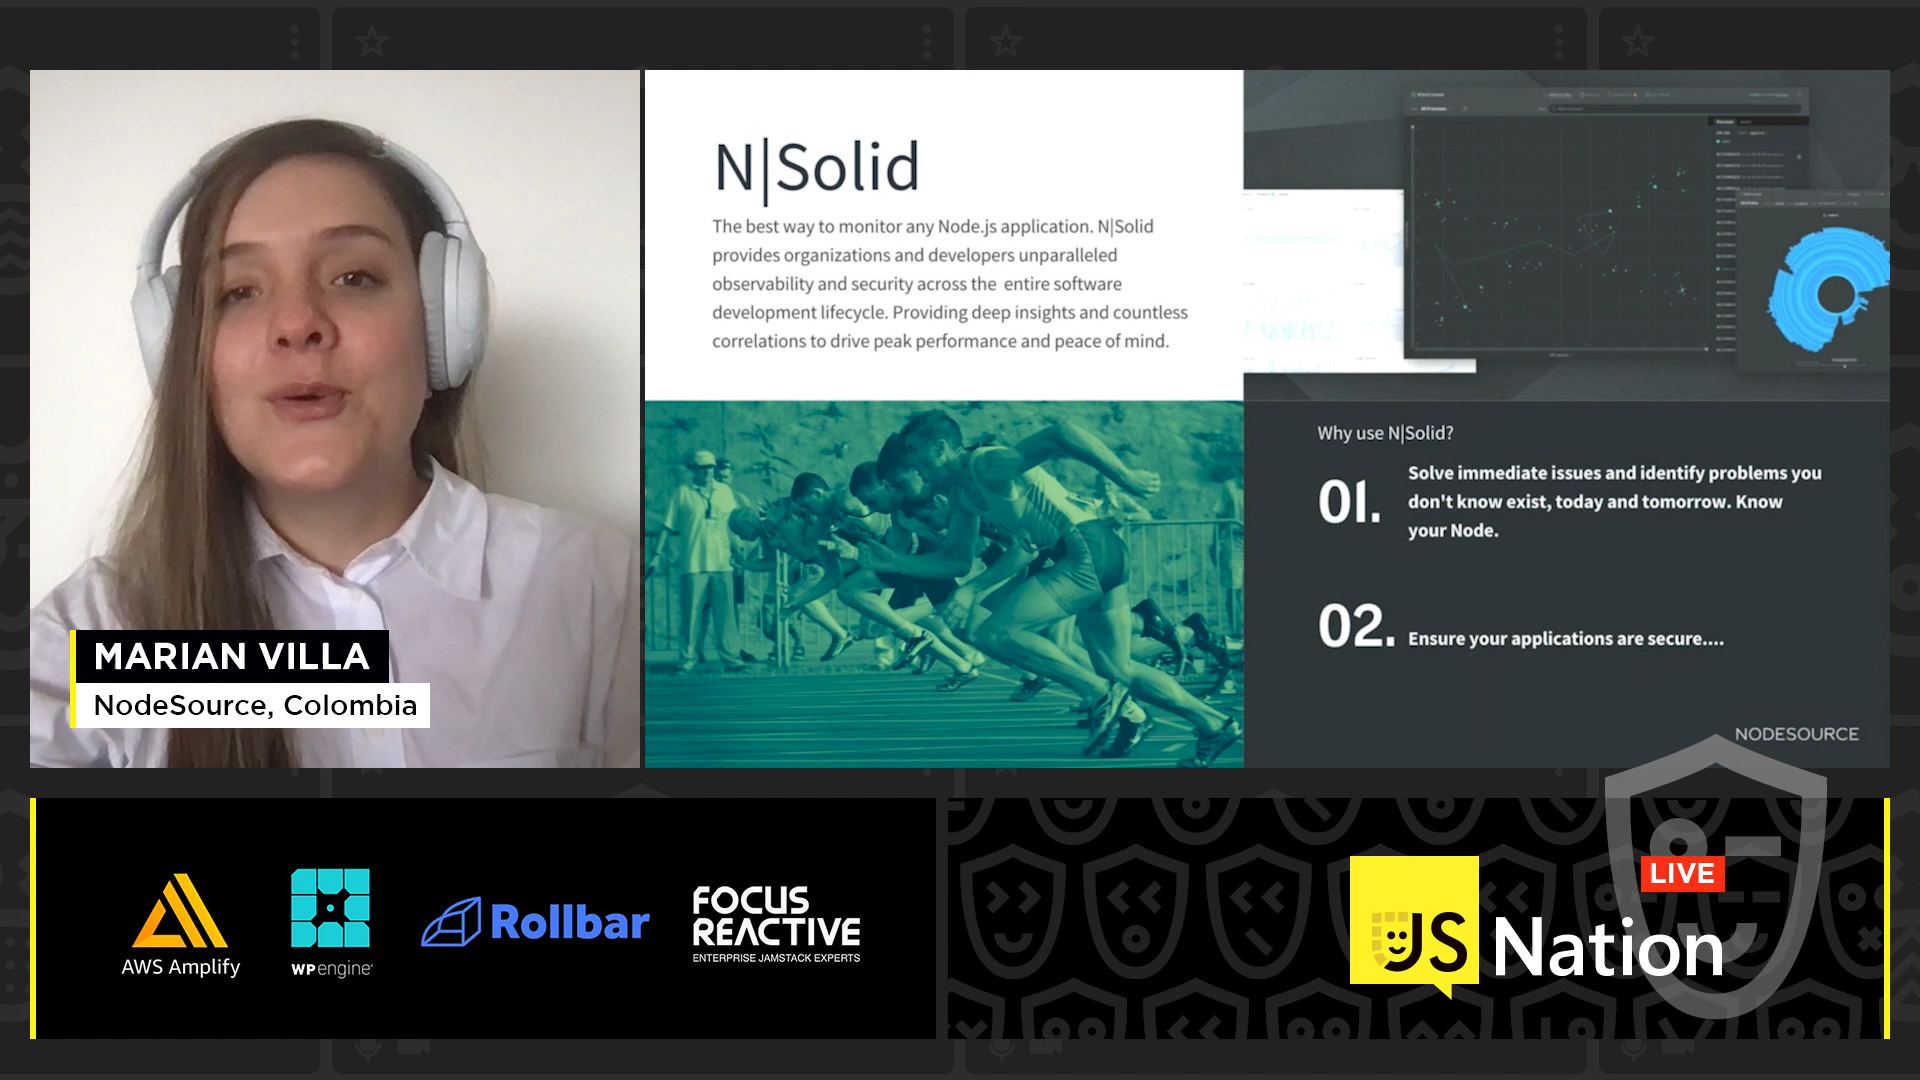 MARIAN VILLA
NodeSource, Colombia
N|Solid
The best way to monitor any Node.js application. N|Solid
provides organizations and developers unparalleled
observability and security across the entire software
development lifecycle. Providing deep insights and countless
correlations to drive peak performance and peace of mind.
Why use N|Solid?
01.
Solve immediate issues and identify problems you
don't know exist, today and tomorrow. Know
your Node.
02.
Ensure your applications are secure....
NODESOURCE
AWS Amplify
WPengine
Rollbar
FOCUS
REACTIVE
ENTERPRISE JAMSTACK EXPERTS
LIVE
JS Nation